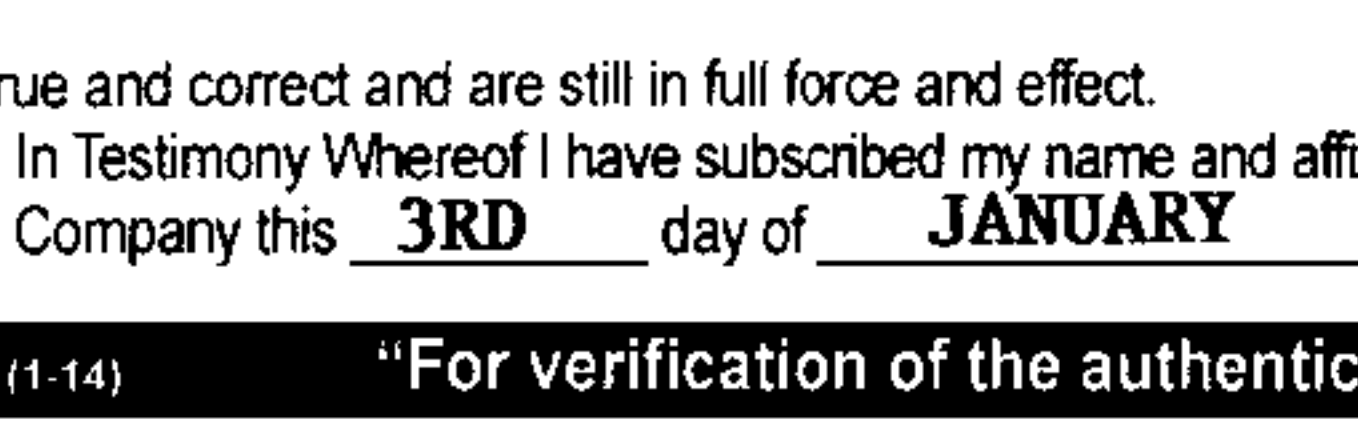 rue and correct and are still in full force and effect.
In Testimony Whereof I have subscribed my name and affi
Company this 3RD day of JANUARY
(1-14) “For verification of the authentic